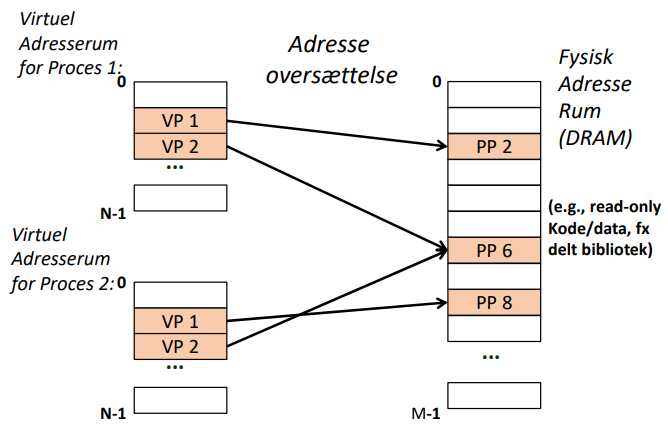 Virtuel
Adresserum
for Proces 1:
0
VP 1
VP 2
...
N-1
Adresse
oversættelse
Fysisk
Adresse
Rum
(DRAM)
0
PP 2
PP 6
PP 8
...
M-1
(e.g., read-only
Kode/data, fx
delt bibliotek)
Virtuel
Adresserum
for Proces 2:
0
VP 1
VP 2
...
N-1